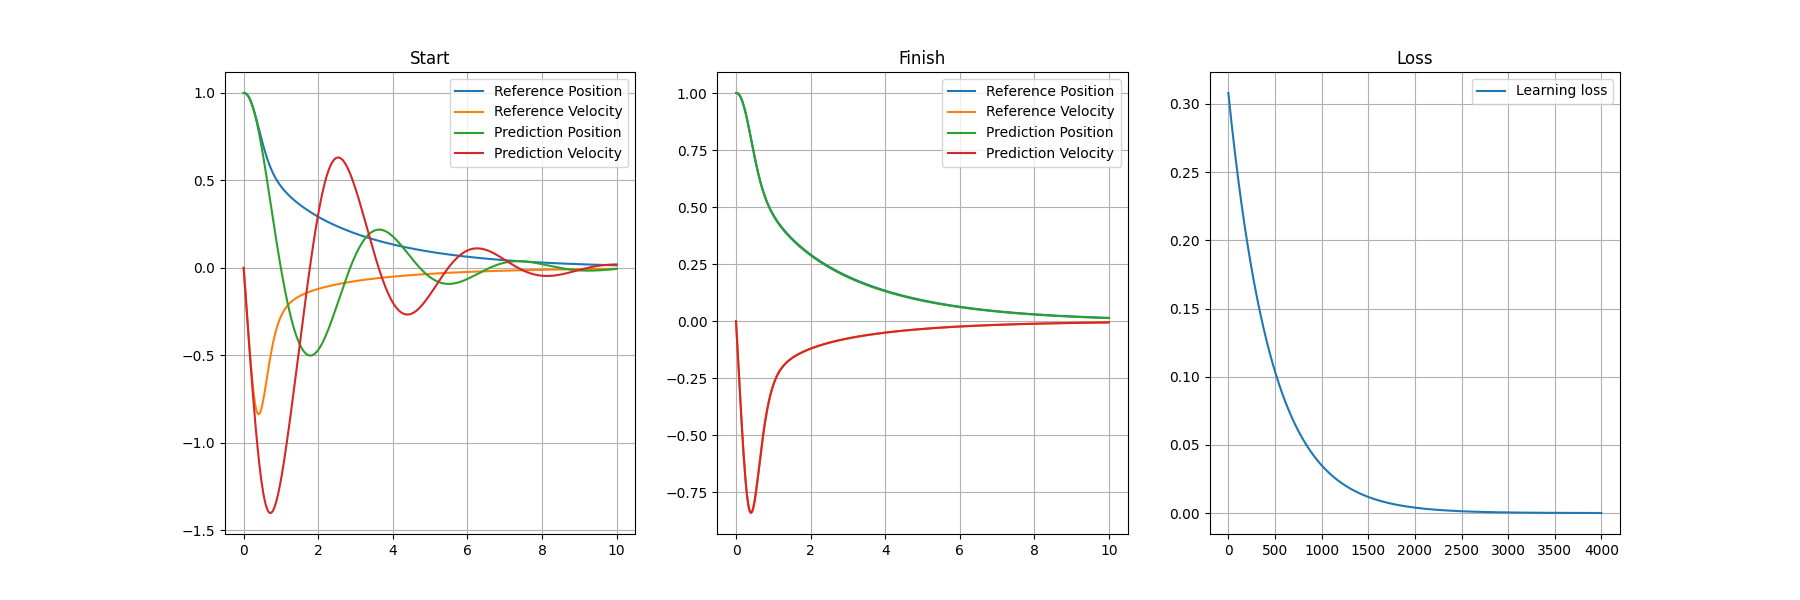 Start
Reference Position
Reference Velocity
Prediction Position
Prediction Velocity
1.0
0.5
0.0
−0.5
−1.0
−1.5
0 2 4 6 8 10
Finish
Reference Position
Reference Velocity
Prediction Position
Prediction Velocity
1.00
0.75
0.50
0.25
0.00
−0.25
−0.50
−0.75
0 2 4 6 8 10
Loss
Learning loss
0.30
0.25
0.20
0.15
0.10
0.05
0.00
0 500 1000 1500 2000 2500 3000 3500 4000